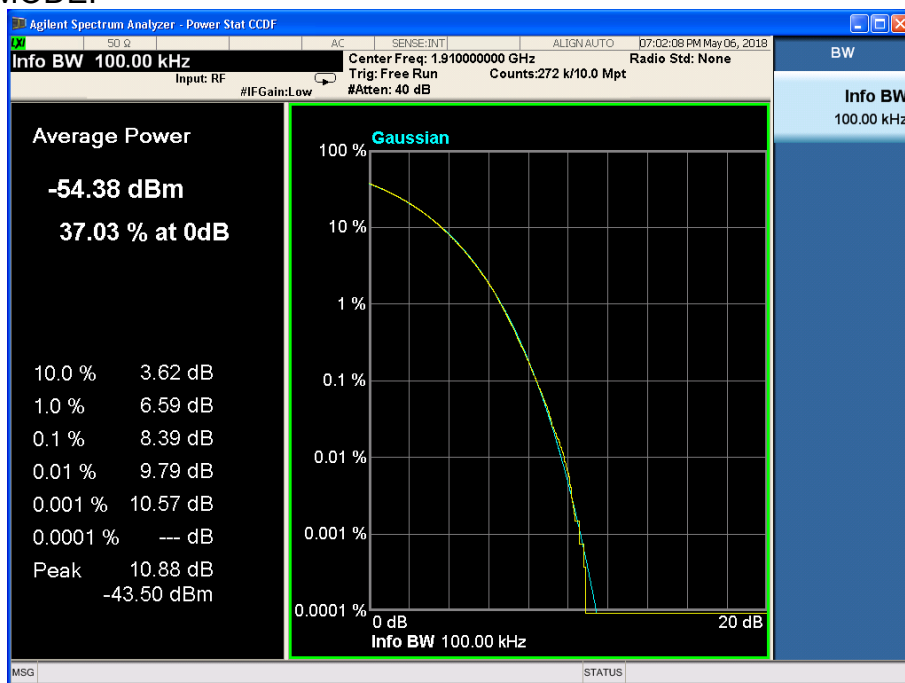 Agilent Spectrum Analyzer - Power Stat CCDF
LXI 50 Ω AC SENSE:INT ALIGN AUTO 07:02:08 PM May 06, 2018
Info BW 100.00 kHz
Center Freq: 1.910000000 GHz Radio Std: None
Input: RF Trig: Free Run Counts:272 k/10.0 Mpt
#IFGain:Low #Atten: 40 dB
BW
Info BW
100.00 kHz
Average Power
-54.38 dBm
37.03 % at 0dB
10.0 % 3.62 dB
1.0 % 6.59 dB
0.1 % 8.39 dB
0.01 % 9.79 dB
0.001 % 10.57 dB
0.0001 % --- dB
Peak 10.88 dB
-43.50 dBm
Gaussian
100 %
10 %
1 %
0.1 %
0.01 %
0.001 %
0.0001 %
0 dB 20 dB
Info BW 100.00 kHz
MSG STATUS